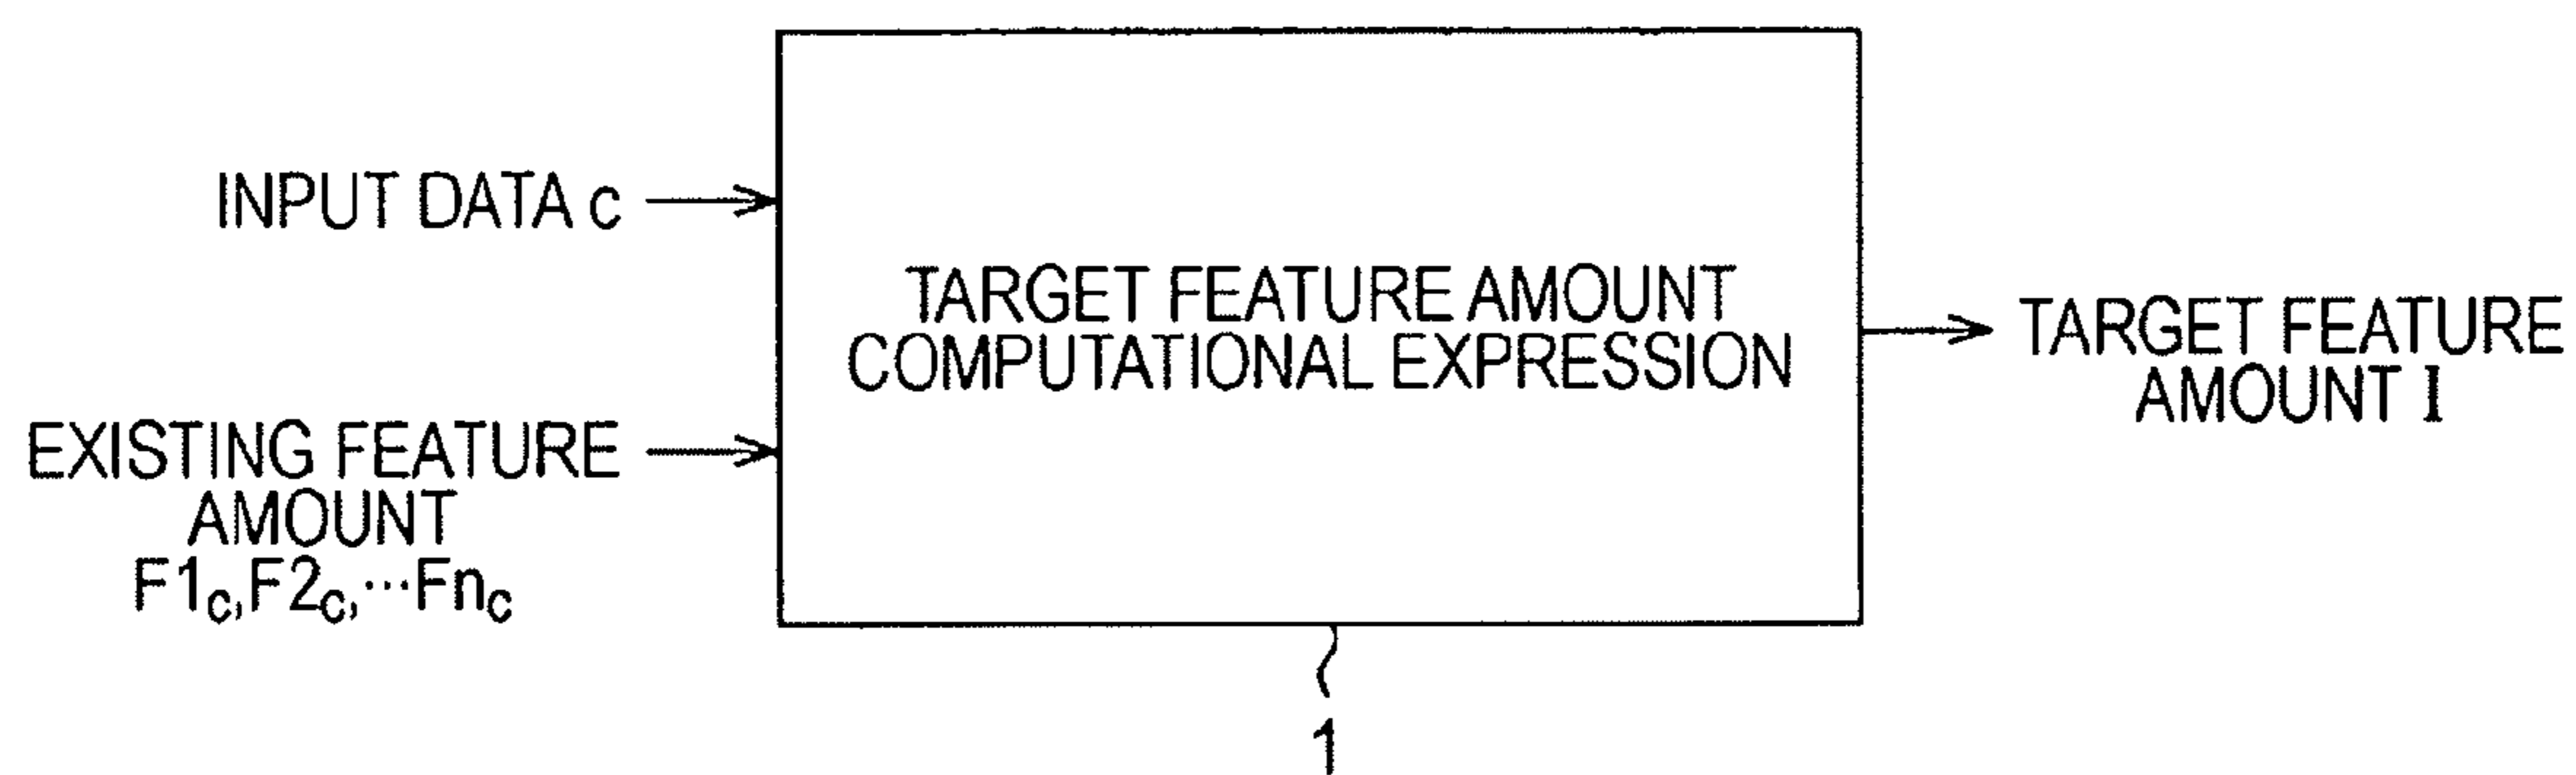 INPUT DATA c
EXISTING FEATURE
AMOUNT
F1c,F2c,…Fnc
TARGET FEATURE AMOUNT
COMPUTATIONAL EXPRESSION
TARGET FEATURE
AMOUNT I
1